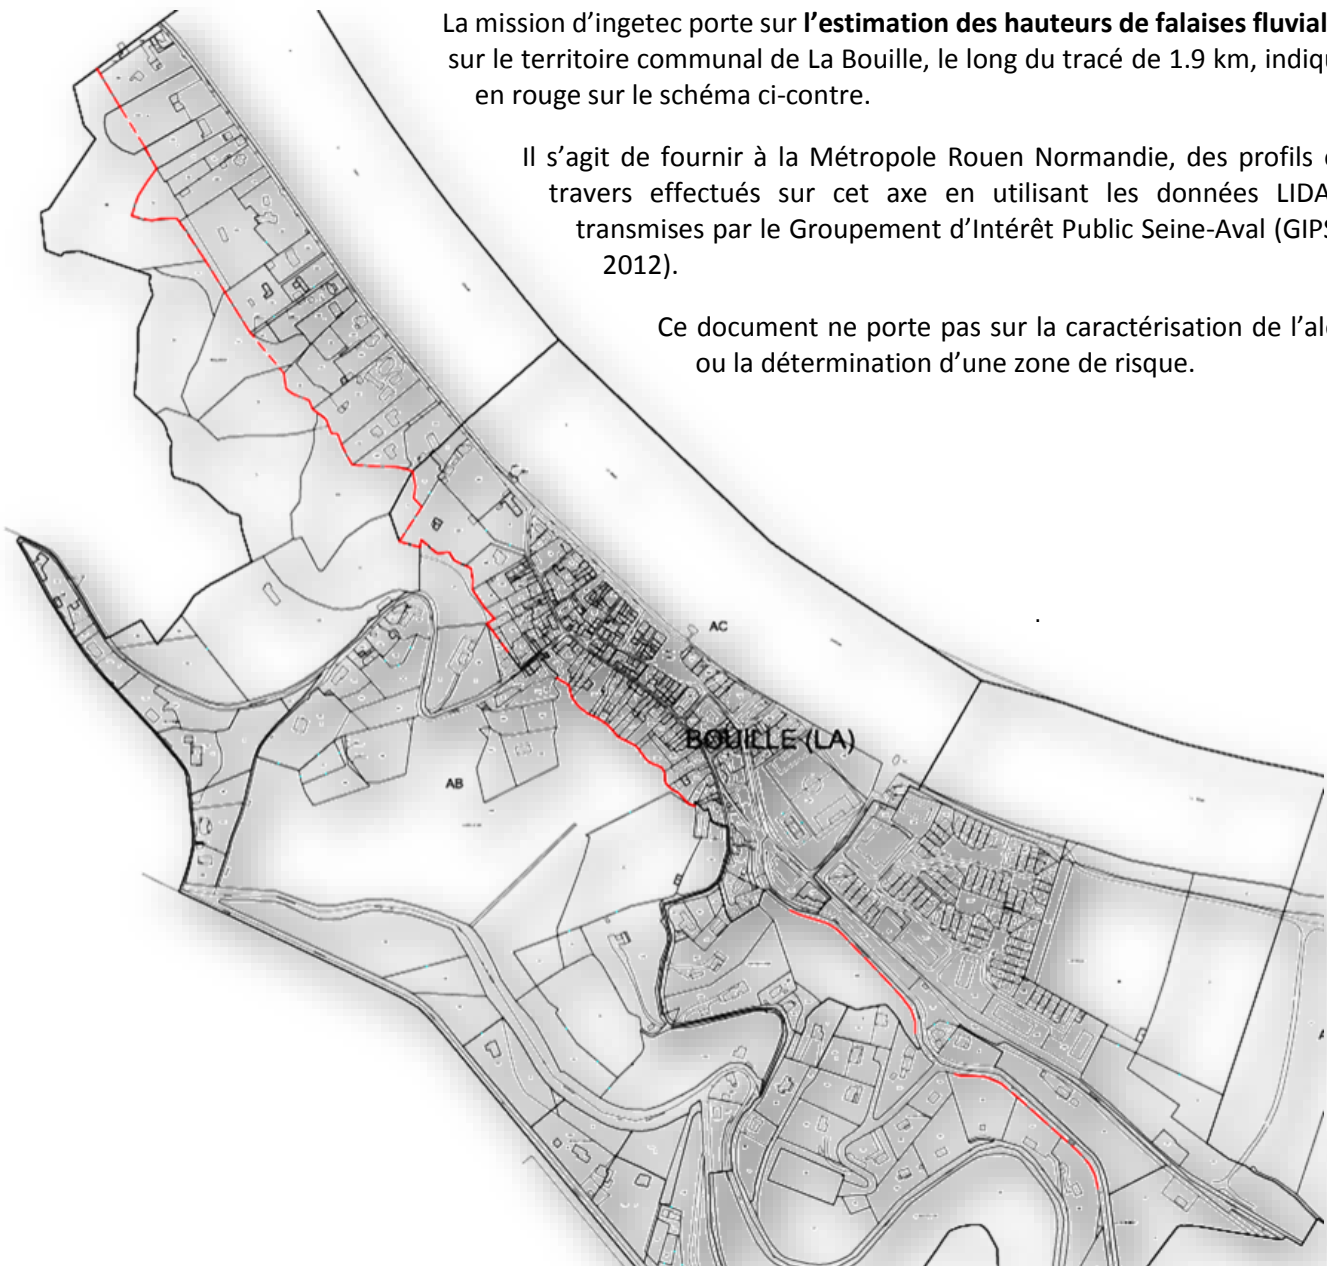 La mission d’ingetec porte sur l’estimation des hauteurs de falaises fluvial
sur le territoire communal de La Bouille, le long du tracé de 1.9 km, indiqu
en rouge sur le schéma ci-contre.
Il s’agit de fournir à la Métropole Rouen Normandie, des profils
travers effectués sur cet axe en utilisant les données LIDA
transmises par le Groupement d’Intérêt Public Seine-Aval (GIPS
2012).
Ce document ne porte pas sur la caractérisation de l’alé
ou la détermination d’une zone de risque.
.
AC
BOUILLE (LA)
AB